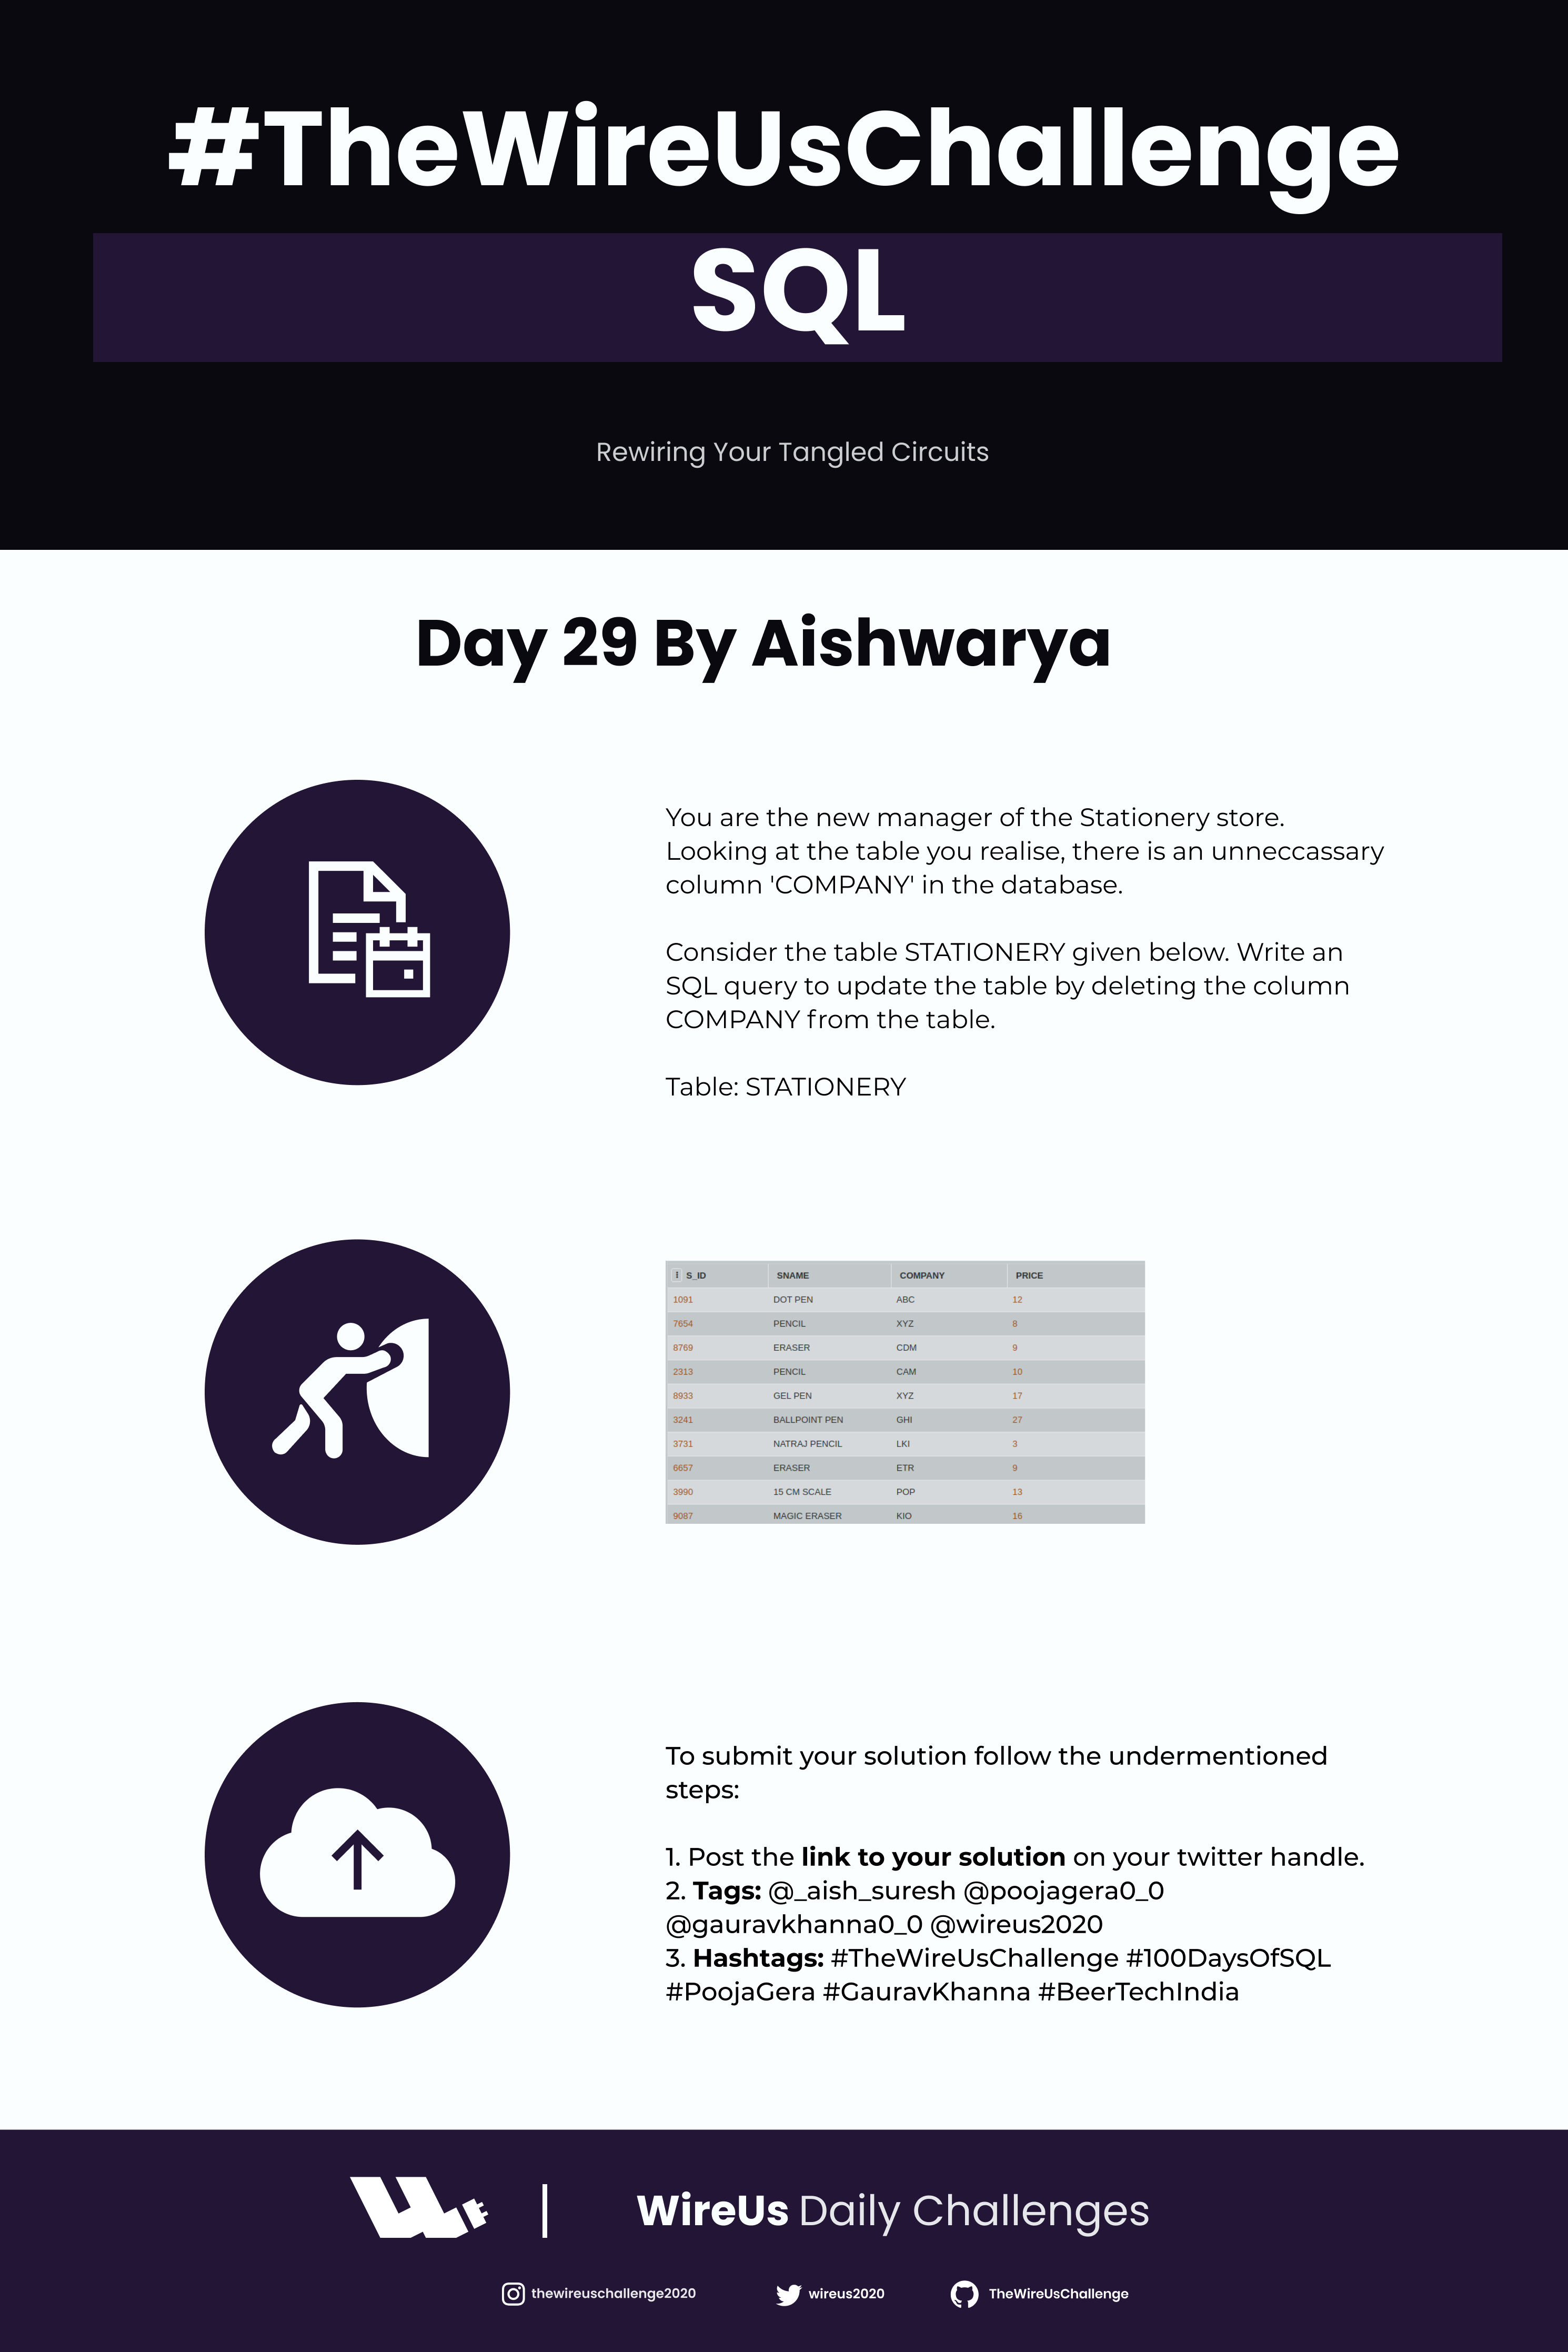 #TheWireUsChallenge
SQL
Rewiring Your Tangled Circuits
Day 29 By Aishwarya
You are the new manager of the Stationery store.
Looking at the table you realise, there is an unneccassary
column 'COMPANY' in the database.
Consider the table STATIONERY given below. Write an
SQL query to update the table by deleting the column
COMPANY from the table.
Table: STATIONERY
S_ID SNAME COMPANY PRICE
1091 DOT PEN ABC 12
7654 PENCIL XYZ 8
8769 ERASER CDM 9
2313 PENCIL CAM 10
8933 GEL PEN XYZ 17
3241 BALLPOINT PEN GHI 27
3731 NATRAJ PENCIL LKI 3
6657 ERASER ETR 9
3990 15 CM SCALE POP 13
9087 MAGIC ERASER KIO 16
To submit your solution follow the undermentioned
steps:
1. Post the link to your solution on your twitter handle.
2. Tags: @_aish_suresh @poojagera0_0
@gauravkhanna0_0 @wireus2020
3. Hashtags: #TheWireUsChallenge #100DaysOfSQL
#PoojaGera #GauravKhanna #BeerTechIndia
WireUs Daily Challenges
thewireuschallenge2020 wireus2020 TheWireUsChallenge